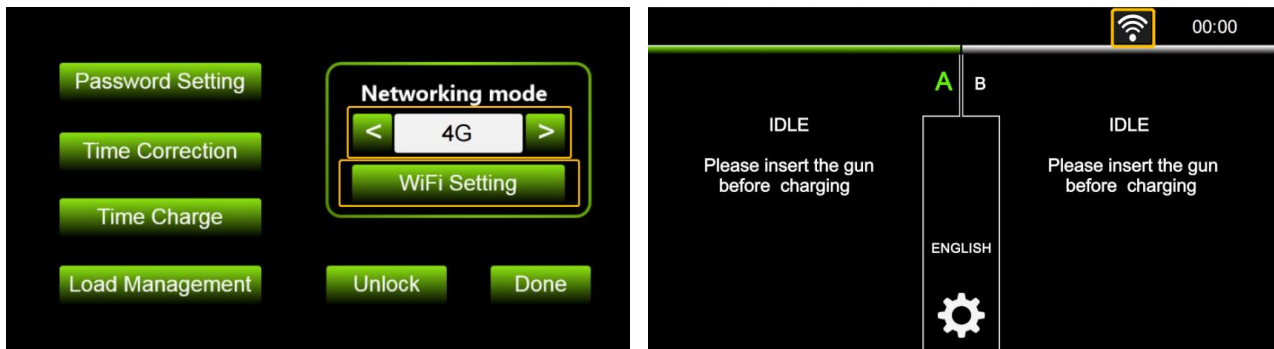 Password Setting
Time Correction
Time Charge
Load Management
Networking mode
< 4G >
WiFi Setting
Unlock Done
00:00
A B
IDLE
Please insert the gun
before charging
IDLE
Please insert the gun
before charging
ENGLISH